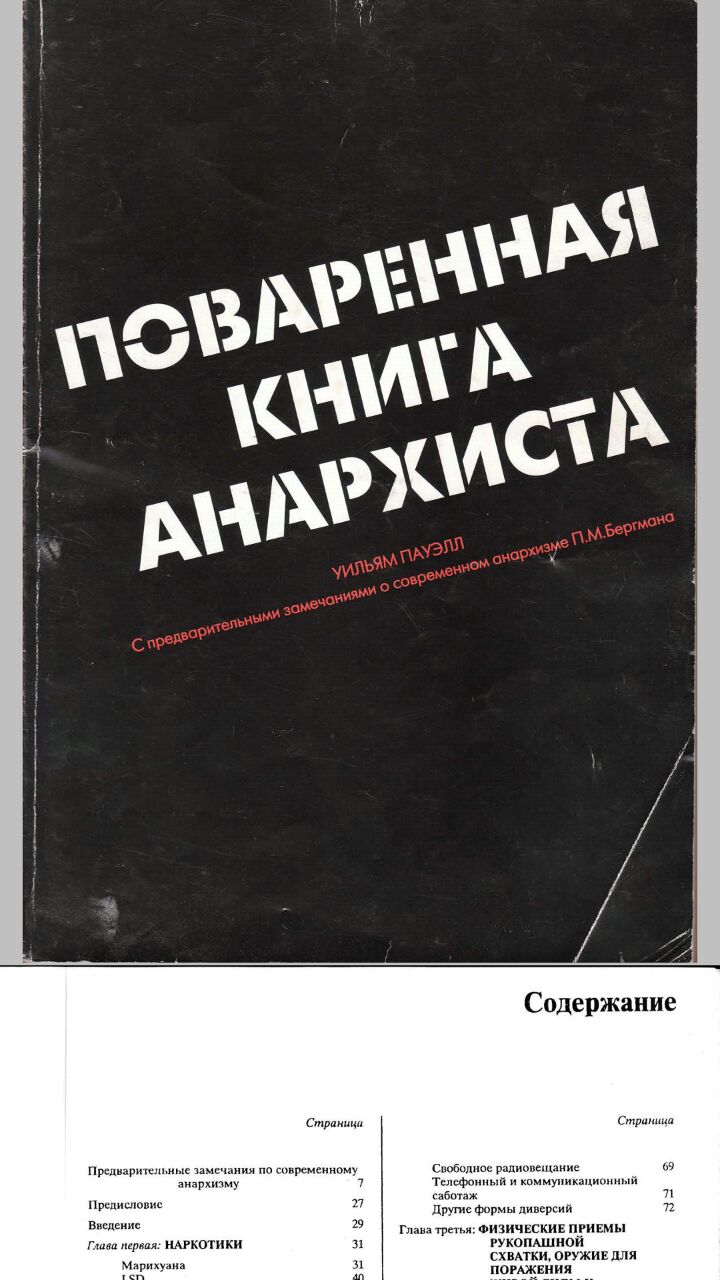 ПОВАРЕННАЯ
КНИГА
АНАРХИСТА
УИЛЬЯМ ПАУЭЛЛ
С предварительными замечаниями о современном анархизме П.М.Бергмана
Содержание
Страница
Предварительные замечания по современному
анархизму 7
Предисловие 27
Введение 29
Глава первая: НАРКОТИКИ 31
Марихуана 31
LSD 40
Страница
Свободное радиовещание 69
Телефонный и коммуникационный
саботаж 71
Другие формы диверсий 72
Глава третья: ФИЗИЧЕСКИЕ ПРИЕМЫ
РУКОПАШНОЙ
СХВАТКИ, ОРУЖИЕ ДЛЯ
ПОРАЖЕНИЯ